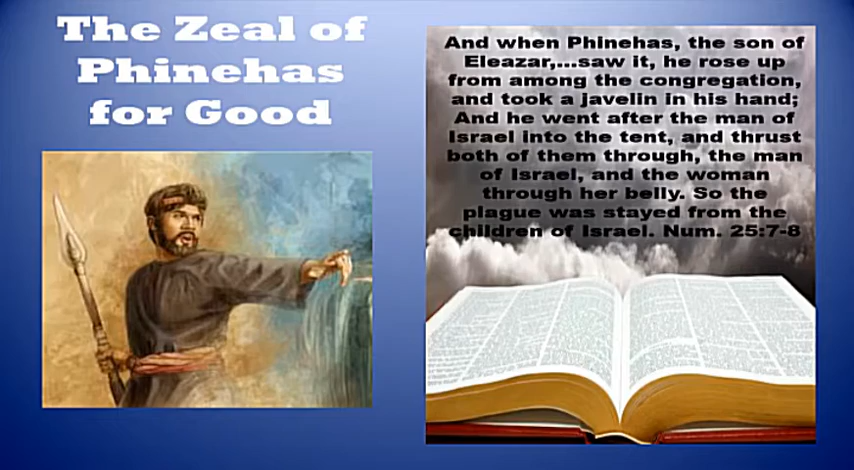 The Zeal of
Phinehas
for Good
And when Phinehas, the son of
Eleazar,...saw it, he rose up
from among the congregation,
and took a javelin in his hand;
And he went after the man of
Israel into the tent, and thrust
both of them through, the man
of Israel, and the woman
through her belly. So the
plague was stayed from the
children of Israel. Num. 25:7-8